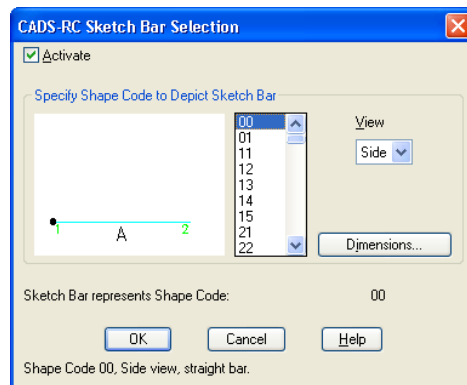 CADS-RC Sketch Bar Selection
Activate
Specify Shape Code to Depict Sketch Bar
00
01
11
12
13
14
15
21
22
View
Side
1 A 2
Dimensions...
Sketch Bar represents Shape Code: 00
OK Cancel Help
Shape Code 00, Side view, straight bar.